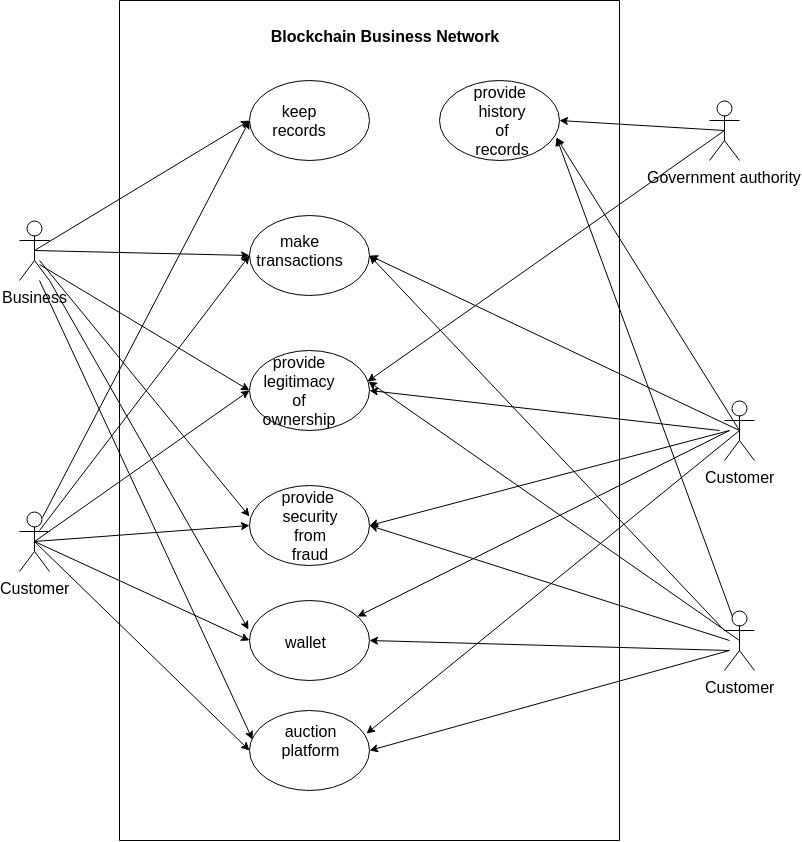 Blockchain Business Network
keep
records
provide
history
of
records
Government authority
make
transactions
Business
provide
legitimacy
of
ownership
Customer
provide
security
from
fraud
Customer
wallet
Customer
auction
platform